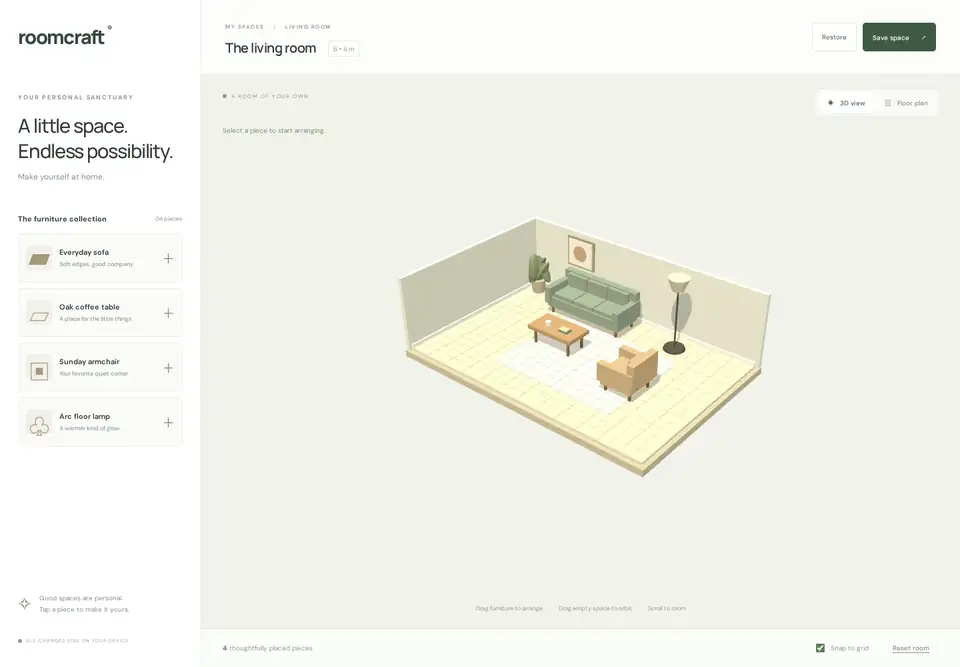 roomcraft
YOUR PERSONAL SANCTUARY
A little space.
Endless possibility.
Make yourself at home.
The furniture collection
04 pieces
Everyday sofa
Soft edges, good company
Oak coffee table
A place for the little things
Sunday armchair
Your favorite quiet corner
Arc floor lamp
A warmer kind of glow
Good spaces are personal.
Tap a piece to make it yours.
ALL CHANGES STAY ON YOUR DEVICE
MY SPACES / LIVING ROOM
The living room
6 × 4 m
Restore
Save space ↗
A ROOM OF YOUR OWN
3D view
Floor plan
Select a piece to start arranging.
Drag furniture to arrange
Drag empty space to orbit
Scroll to zoom
4 thoughtfully placed pieces
Snap to grid
Reset room